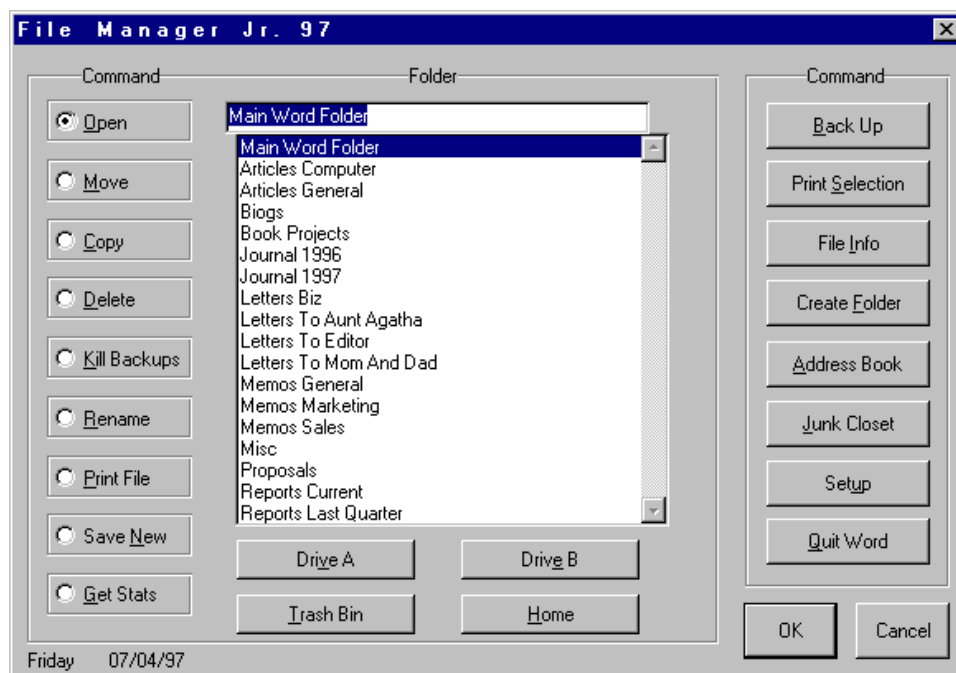 File Manager Jr. 97
Command
Open
Move
Copy
Delete
Kill Backups
Rename
Print File
Save New
Get Stats
Folder
Main Word Folder
Main Word Folder
Articles Computer
Articles General
Biogs
Book Projects
Journal 1996
Journal 1997
Letters Biz
Letters To Aunt Agatha
Letters To Editor
Letters To Mom And Dad
Memos General
Memos Marketing
Memos Sales
Misc
Proposals
Reports Current
Reports Last Quarter
Drive A
Drive B
Trash Bin
Home
Command
Back Up
Print Selection
File Info
Create Folder
Address Book
Junk Closet
Setup
Quit Word
OK
Cancel
Friday 07/04/97